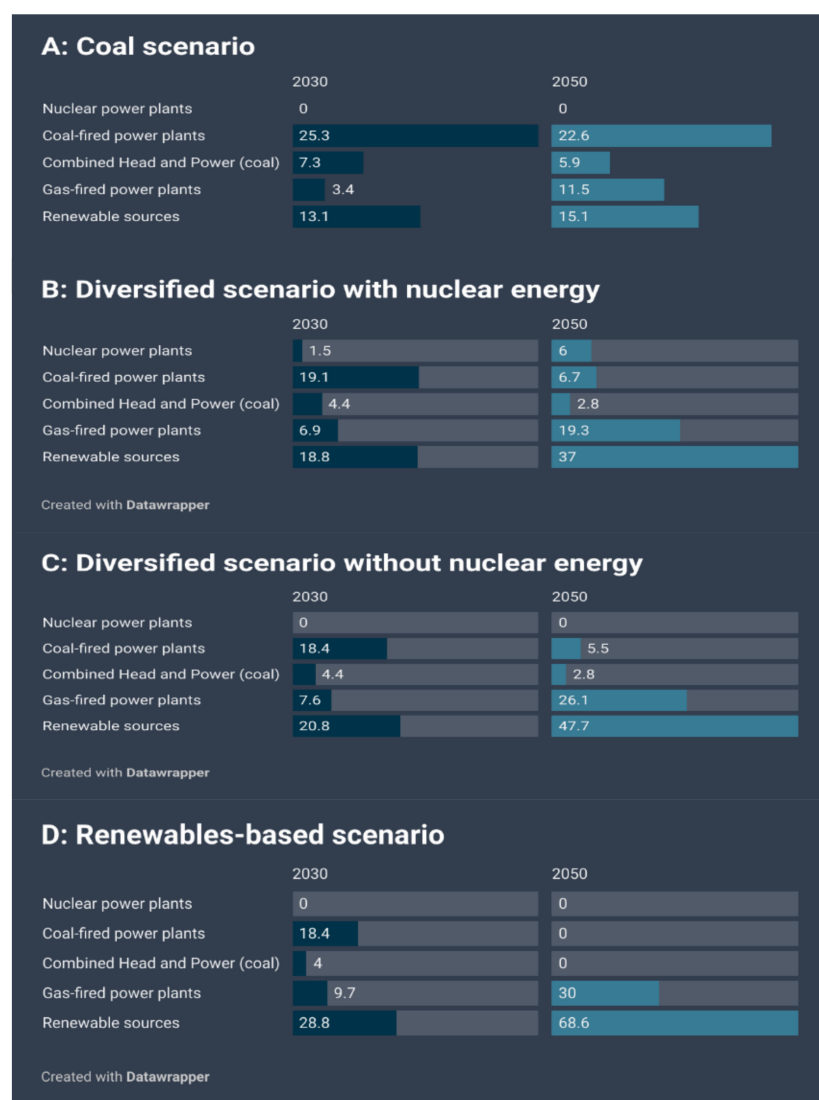 A: Coal scenario
2030 2050
Nuclear power plants 0 0
Coal-fired power plants 25.3 22.6
Combined Head and Power (coal) 7.3 5.9
Gas-fired power plants 3.4 11.5
Renewable sources 13.1 15.1
B: Diversified scenario with nuclear energy
2030 2050
Nuclear power plants 1.5 6
Coal-fired power plants 19.1 6.7
Combined Head and Power (coal) 4.4 2.8
Gas-fired power plants 6.9 19.3
Renewable sources 18.8 37
Created with Datawrapper
C: Diversified scenario without nuclear energy
2030 2050
Nuclear power plants 0 0
Coal-fired power plants 18.4 5.5
Combined Head and Power (coal) 4.4 2.8
Gas-fired power plants 7.6 26.1
Renewable sources 20.8 47.7
Created with Datawrapper
D: Renewables-based scenario
2030 2050
Nuclear power plants 0 0
Coal-fired power plants 18.4 0
Combined Head and Power (coal) 4 0
Gas-fired power plants 9.7 30
Renewable sources 28.8 68.6
Created with Datawrapper